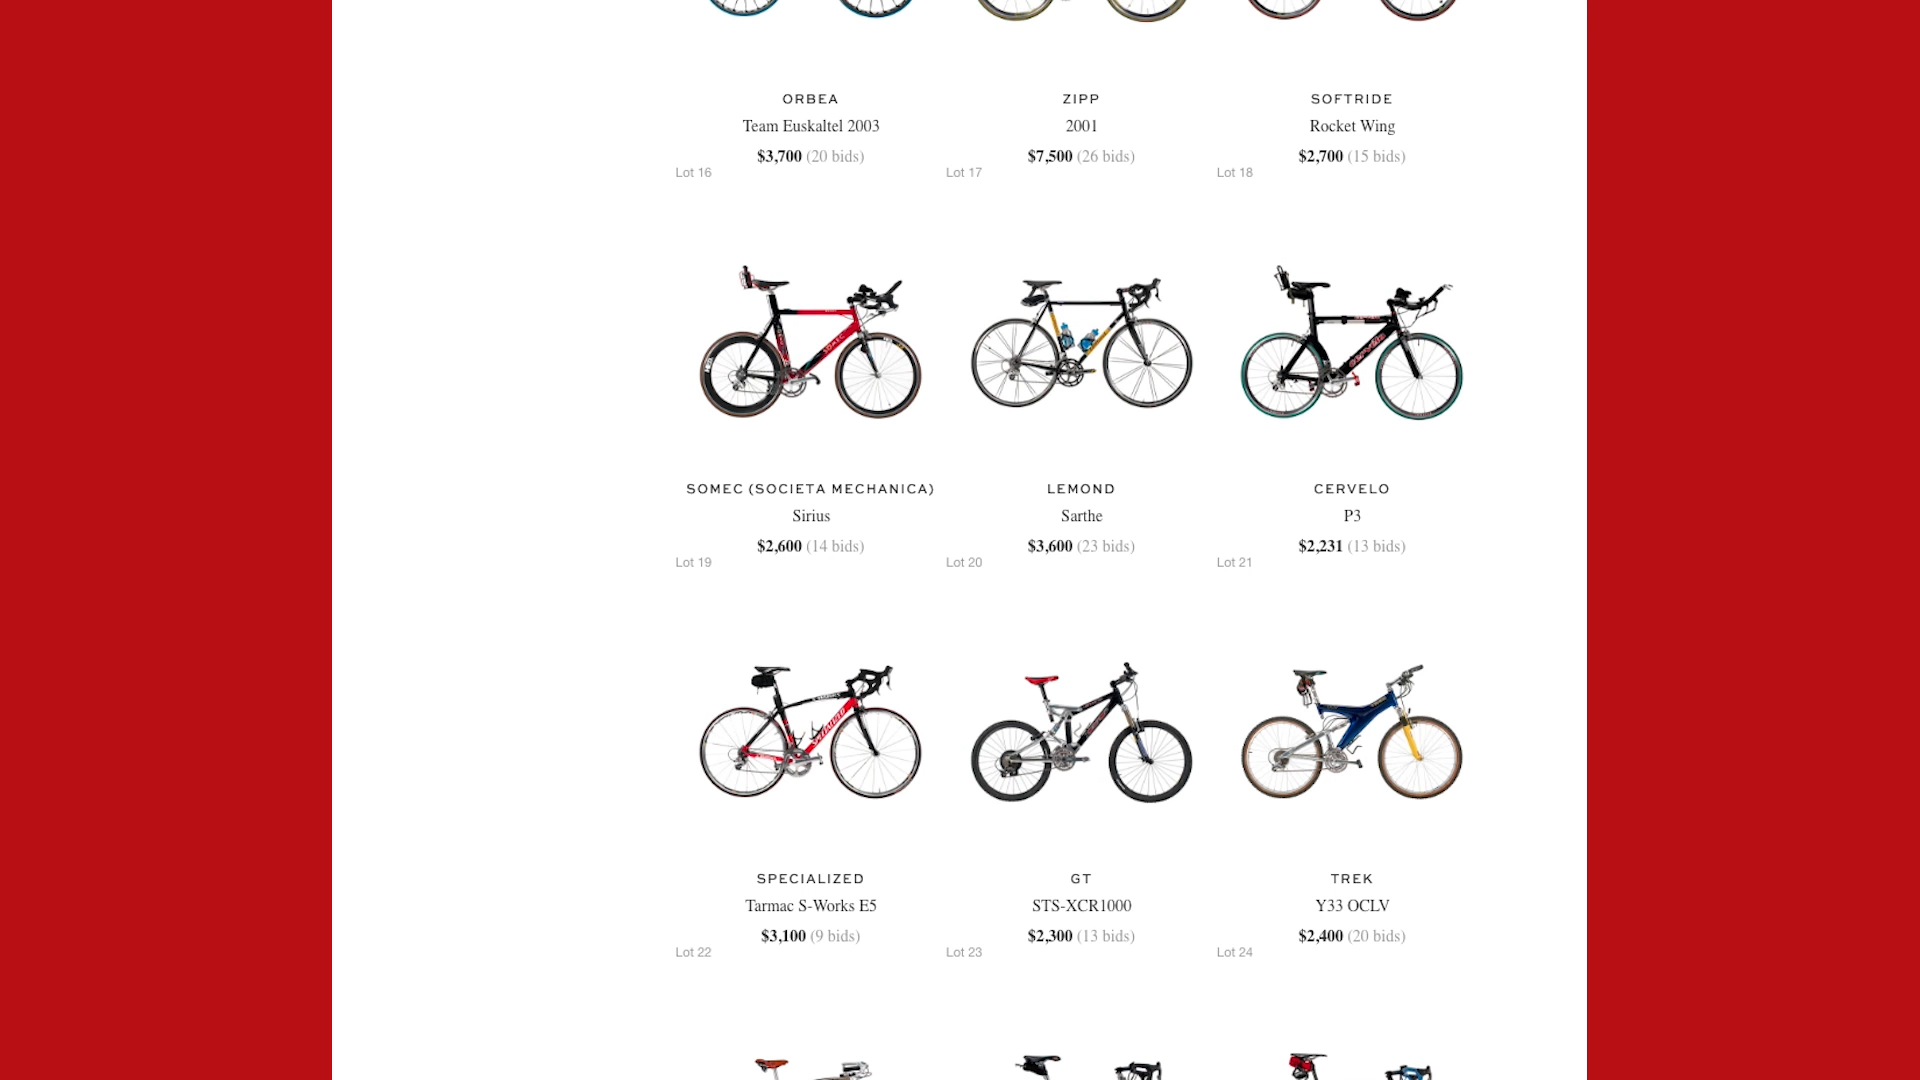 ORBEA
Team Euskaltel 2003
$3,700 (20 bids)
Lot 16
ZIPP
2001
$7,500 (26 bids)
Lot 17
SOFTRIDE
Rocket Wing
$2,700 (15 bids)
Lot 18
SOMEC (SOCIETA MECHANICA)
Sirius
$2,600 (14 bids)
Lot 19
LEMOND
Sarthe
$3,600 (23 bids)
Lot 20
CERVELO
P3
$2,231 (13 bids)
Lot 21
SPECIALIZED
Tarmac S-Works E5
$3,100 (9 bids)
Lot 22
GT
STS-XCR1000
$2,300 (13 bids)
Lot 23
TREK
Y33 OCLV
$2,400 (20 bids)
Lot 24